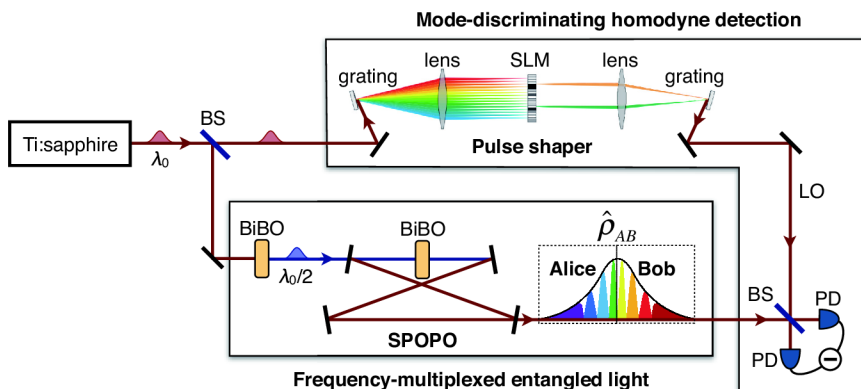 Mode-discriminating homodyne detection
lens SLM lens
grating grating
BS
Ti:sapphire
λ₀
Pulse shaper
LO
BiBO BiBO
λ₀/2
ρ̂_AB
Alice Bob
SPOPO
BS PD
PD
Frequency-multiplexed entangled light